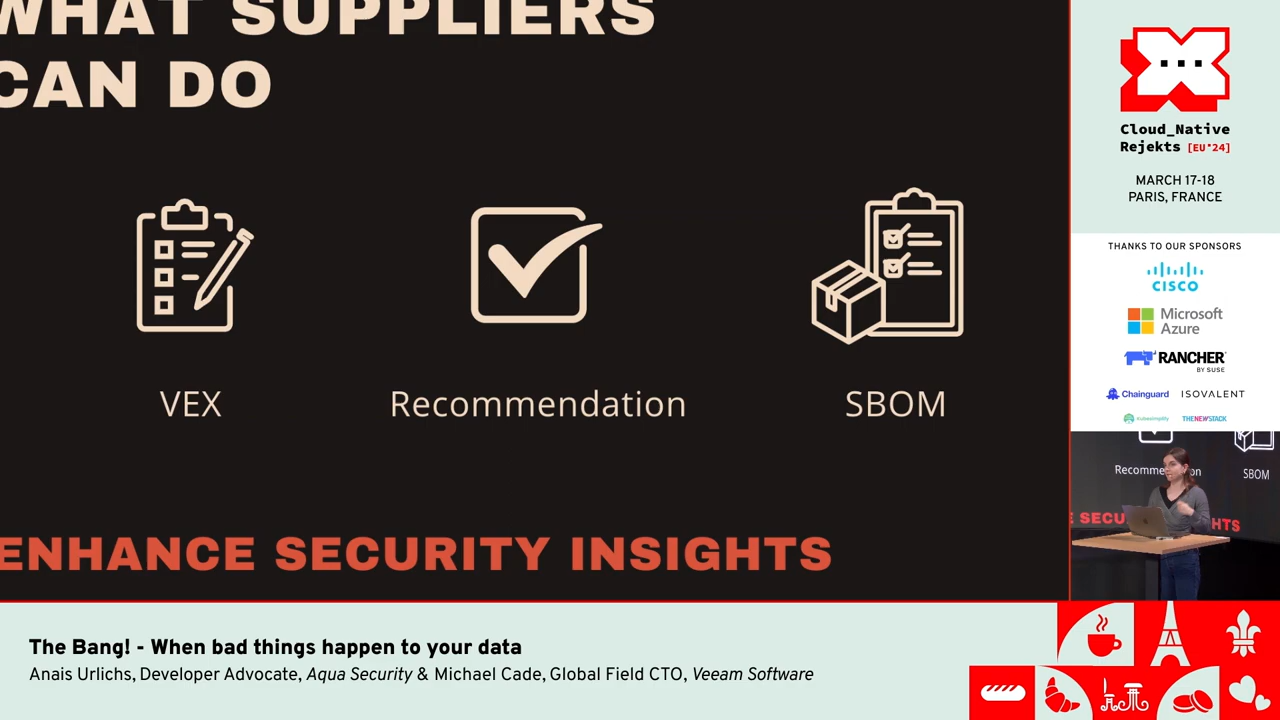 WHAT SUPPLIERS
CAN DO
VEX
Recommendation
SBOM
ENHANCE SECURITY INSIGHTS
Cloud_Native
Rejekts [EU'24]
MARCH 17-18
PARIS, FRANCE
THANKS TO OUR SPONSORS
CISCO
Microsoft
Azure
RANCHER
BY SUSE
Chainguard
ISOVALENT
Kubesimplify
THENEWSTACK
SBOM
The Bang! - When bad things happen to your data
Anais Urlichs, Developer Advocate, Aqua Security & Michael Cade, Global Field CTO, Veeam Software